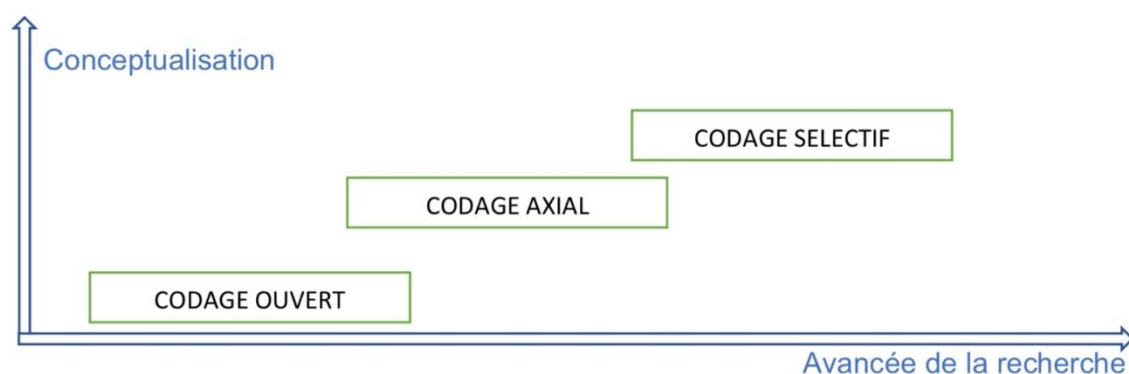 Conceptualisation
CODAGE SELECTIF
CODAGE AXIAL
CODAGE OUVERT
Avancée de la recherche